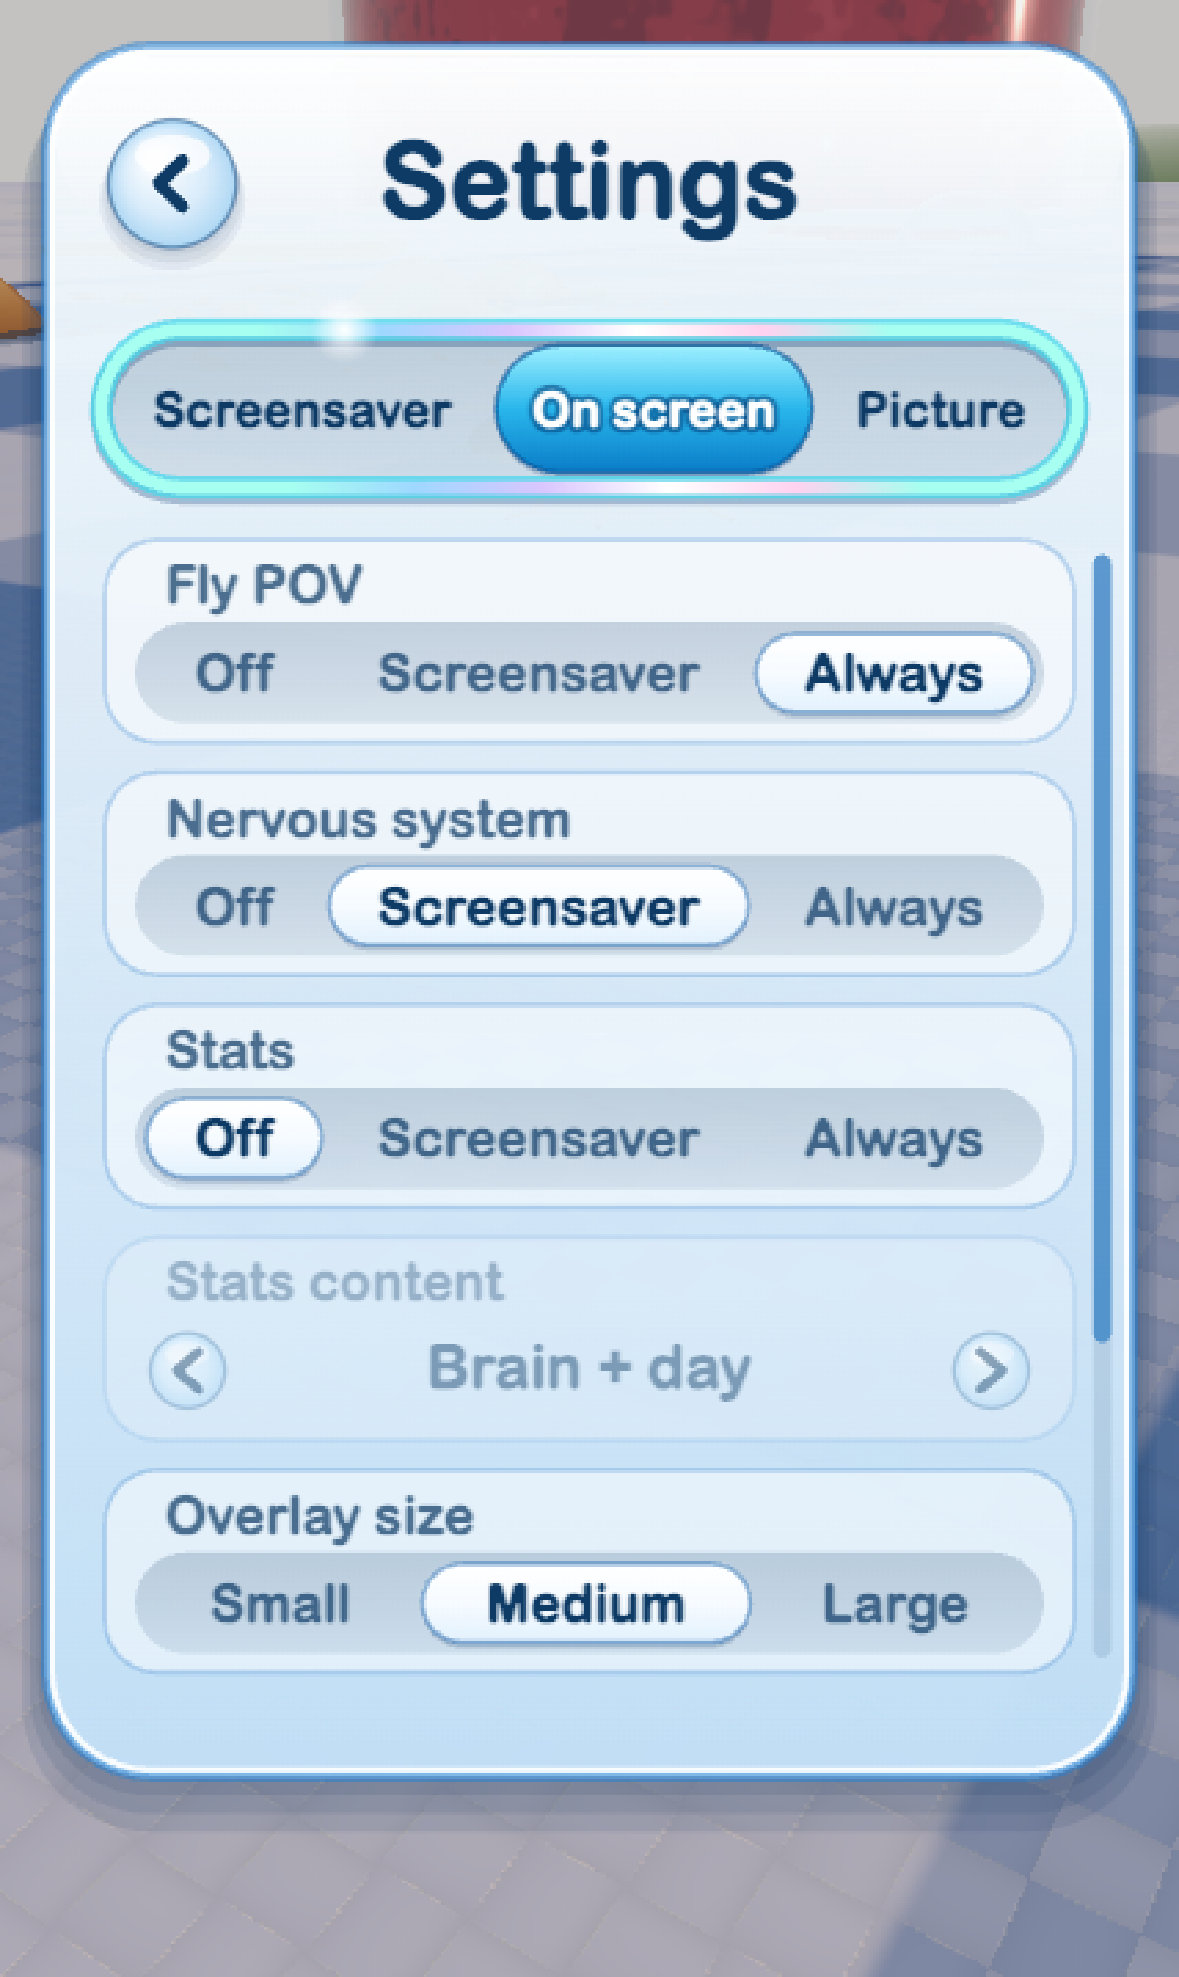 Settings
Screensaver On screen Picture
Fly POV
Off Screensaver Always
Nervous system
Off Screensaver Always
Stats
Off Screensaver Always
Stats content
Brain + day
Overlay size
Small Medium Large